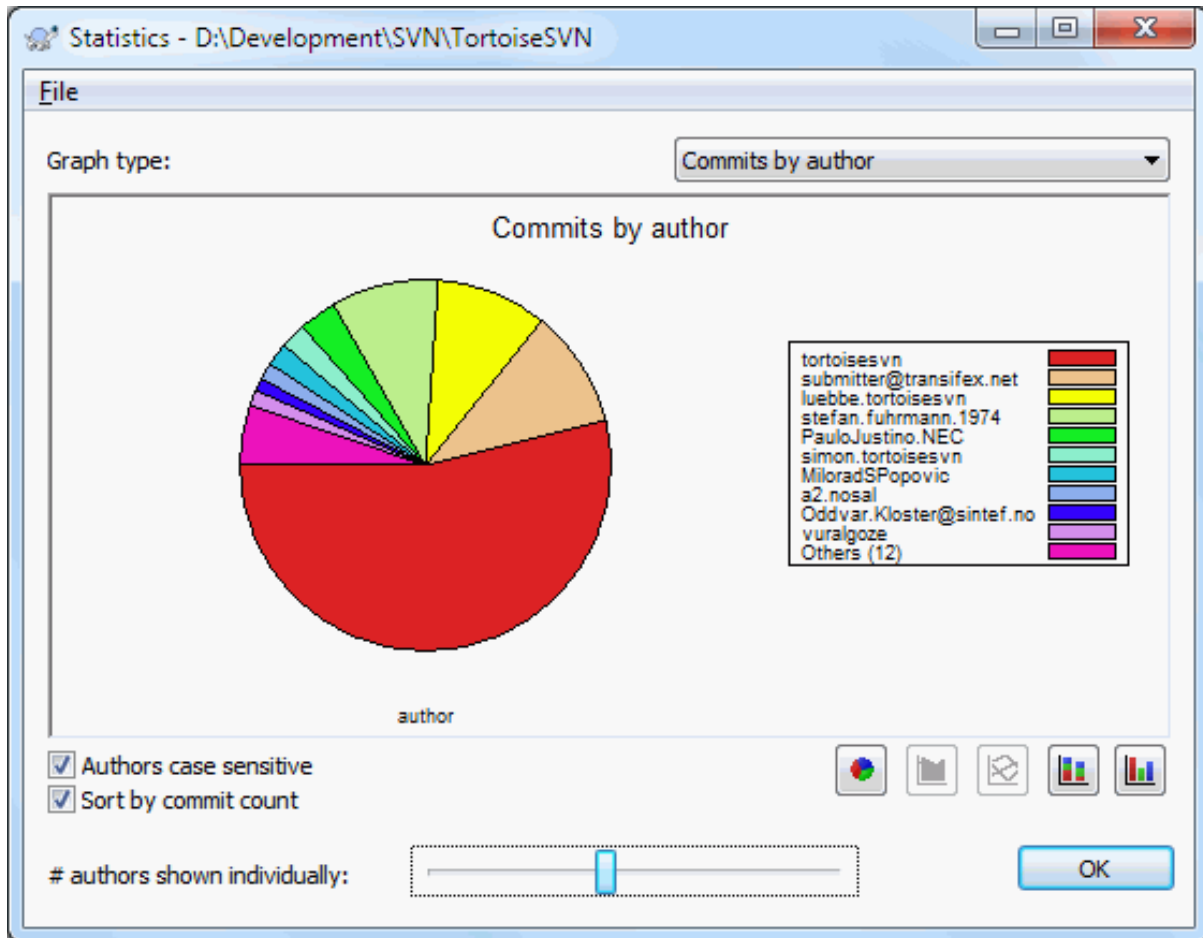 Statistics - D:\Development\SVN\TortoiseSVN
File
Graph type:
Commits by author
Commits by author
tortoisesvn
submitter@transifex.net
luebbe.tortoisesvn
stefan.fuhrmann.1974
PauloJustino.NEC
simon.tortoisesvn
MiloradSPopovic
a2.nosal
Oddvar.Kloster@sintef.no
vuralgoze
Others (12)
author
Authors case sensitive
Sort by commit count
# authors shown individually:
OK